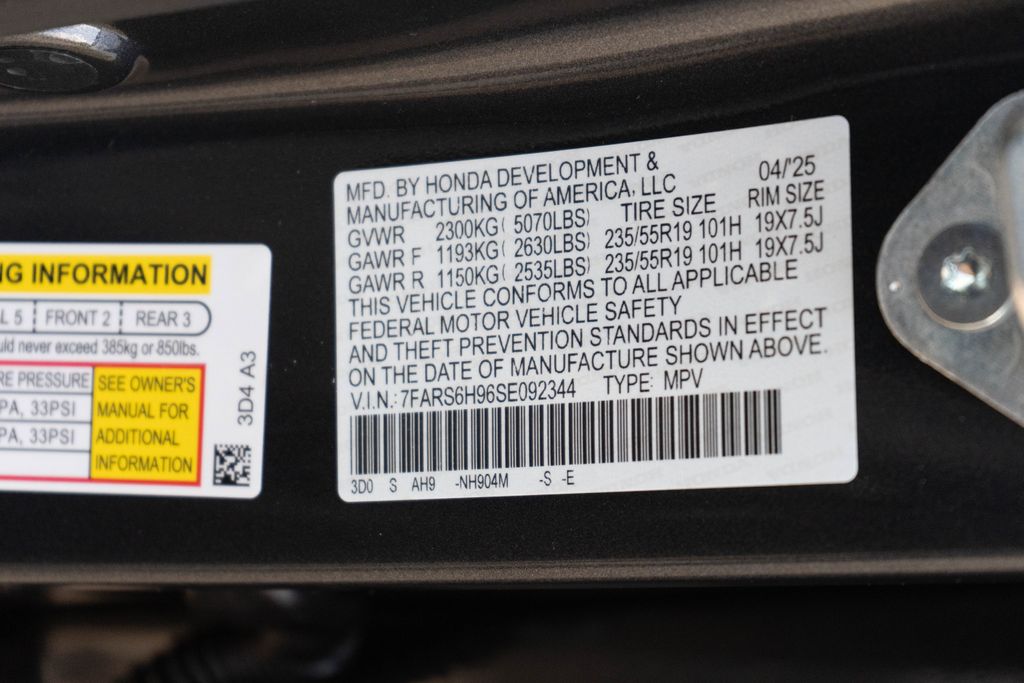 NG INFORMATION
L 5 FRONT 2 REAR 3
uld never exceed 385kg or 850lbs.
RE PRESSURE
PA, 33PSI
PA, 33PSI
SEE OWNER'S
MANUAL FOR
ADDITIONAL
INFORMATION
3D4 A3
MFD. BY HONDA DEVELOPMENT & 04/'25
MANUFACTURING OF AMERICA, LLC
GVWR 2300KG( 5070LBS) TIRE SIZE RIM SIZE
GAWR F 1193KG( 2630LBS) 235/55R19 101H 19X7.5J
GAWR R 1150KG( 2535LBS) 235/55R19 101H 19X7.5J
THIS VEHICLE CONFORMS TO ALL APPLICABLE
FEDERAL MOTOR VEHICLE SAFETY
AND THEFT PREVENTION STANDARDS IN EFFECT
ON THE DATE OF MANUFACTURE SHOWN ABOVE.
V.I.N.: 7FARS6H96SE092344 TYPE: MPV
3D0 S AH9 -NH904M -S -E